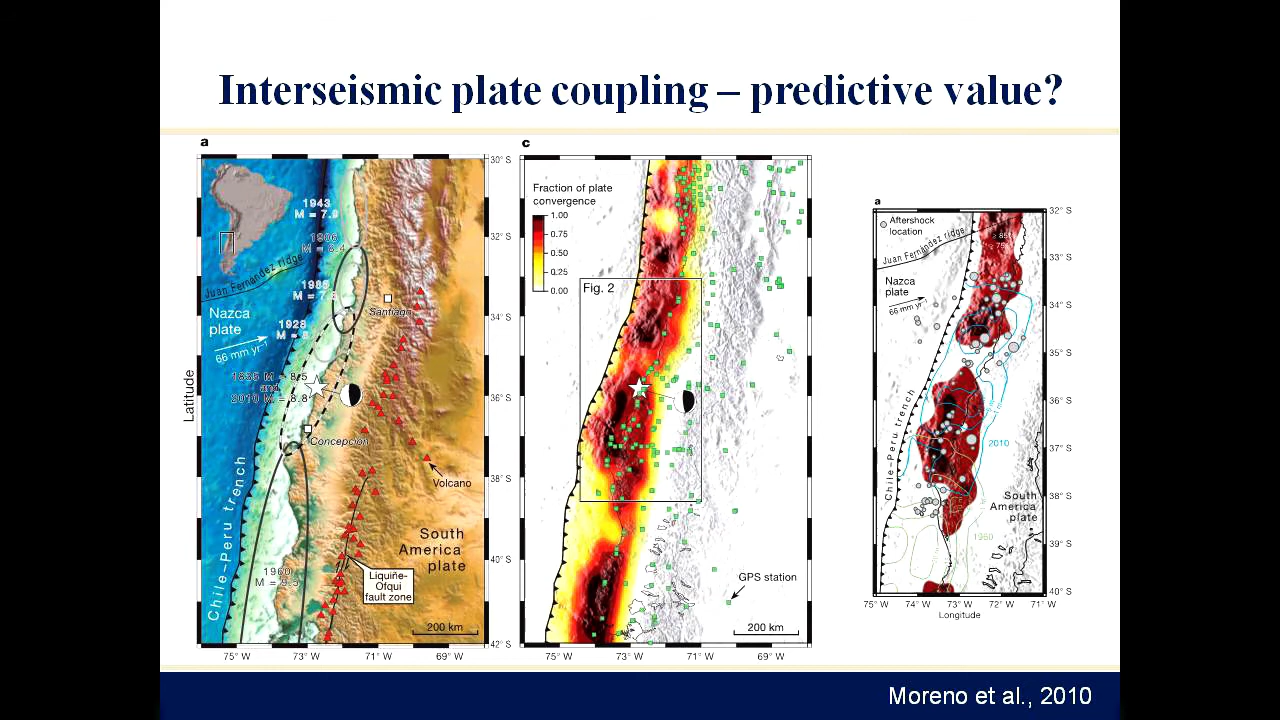 Interseismic plate coupling – predictive value?
a
30° S
32° S
34° S
36° S
38° S
40° S
42° S
Latitude
1943
M = 7.9
1906
M = 8.4
Juan Fernández ridge
1985
M = 7.8
Santiago
Nazca
plate
66 mm yr⁻¹
1928
M = 8
1835 M = 8.5
and
2010 M = 8.8
Concepción
Volcano
Chile–Peru trench
South
America
plate
1960
M = 9.5
Liquiñe-
Ofqui
fault zone
200 km
75° W
73° W
71° W
69° W
c
Fraction of plate
convergence
1.00
0.75
0.50
0.25
0.00
Fig. 2
GPS station
200 km
75° W
73° W
71° W
69° W
a
Aftershock
location
Juan Fernández ridge
≥ 85%
Nazca
plate
66 mm yr⁻¹
Chile–Peru trench
2010
South
America
plate
1960
32° S
33° S
34° S
35° S
36° S
37° S
38° S
39° S
40° S
75° W
74° W
73° W
72° W
71° W
Longitude
Moreno et al., 2010